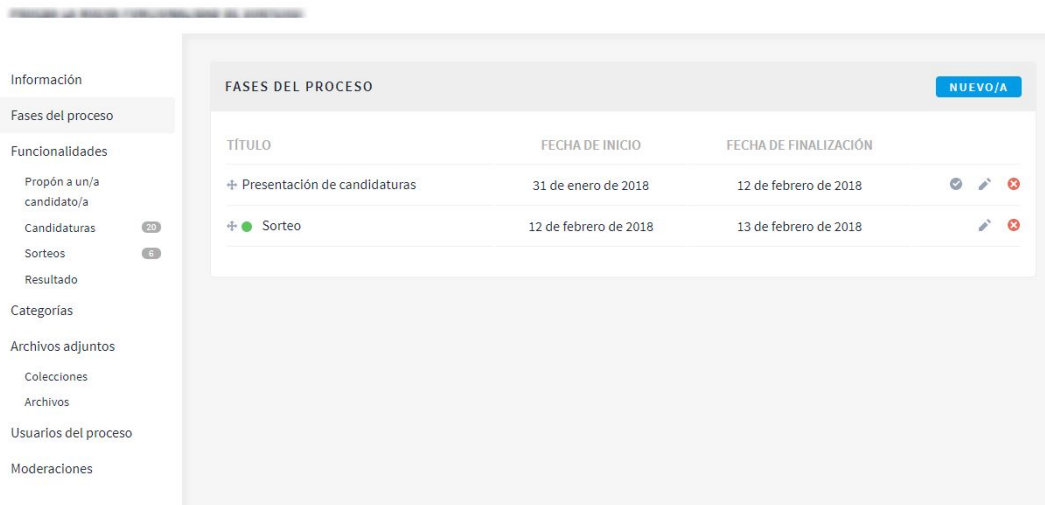 Información
Fases del proceso
Funcionalidades
Propón a un/a
candidato/a
Candidaturas 20
Sorteos 6
Resultado
Categorías
Archivos adjuntos
Colecciones
Archivos
Usuarios del proceso
Moderaciones
FASES DEL PROCESO NUEVO/A
TÍTULO FECHA DE INICIO FECHA DE FINALIZACIÓN
Presentación de candidaturas 31 de enero de 2018 12 de febrero de 2018
Sorteo 12 de febrero de 2018 13 de febrero de 2018